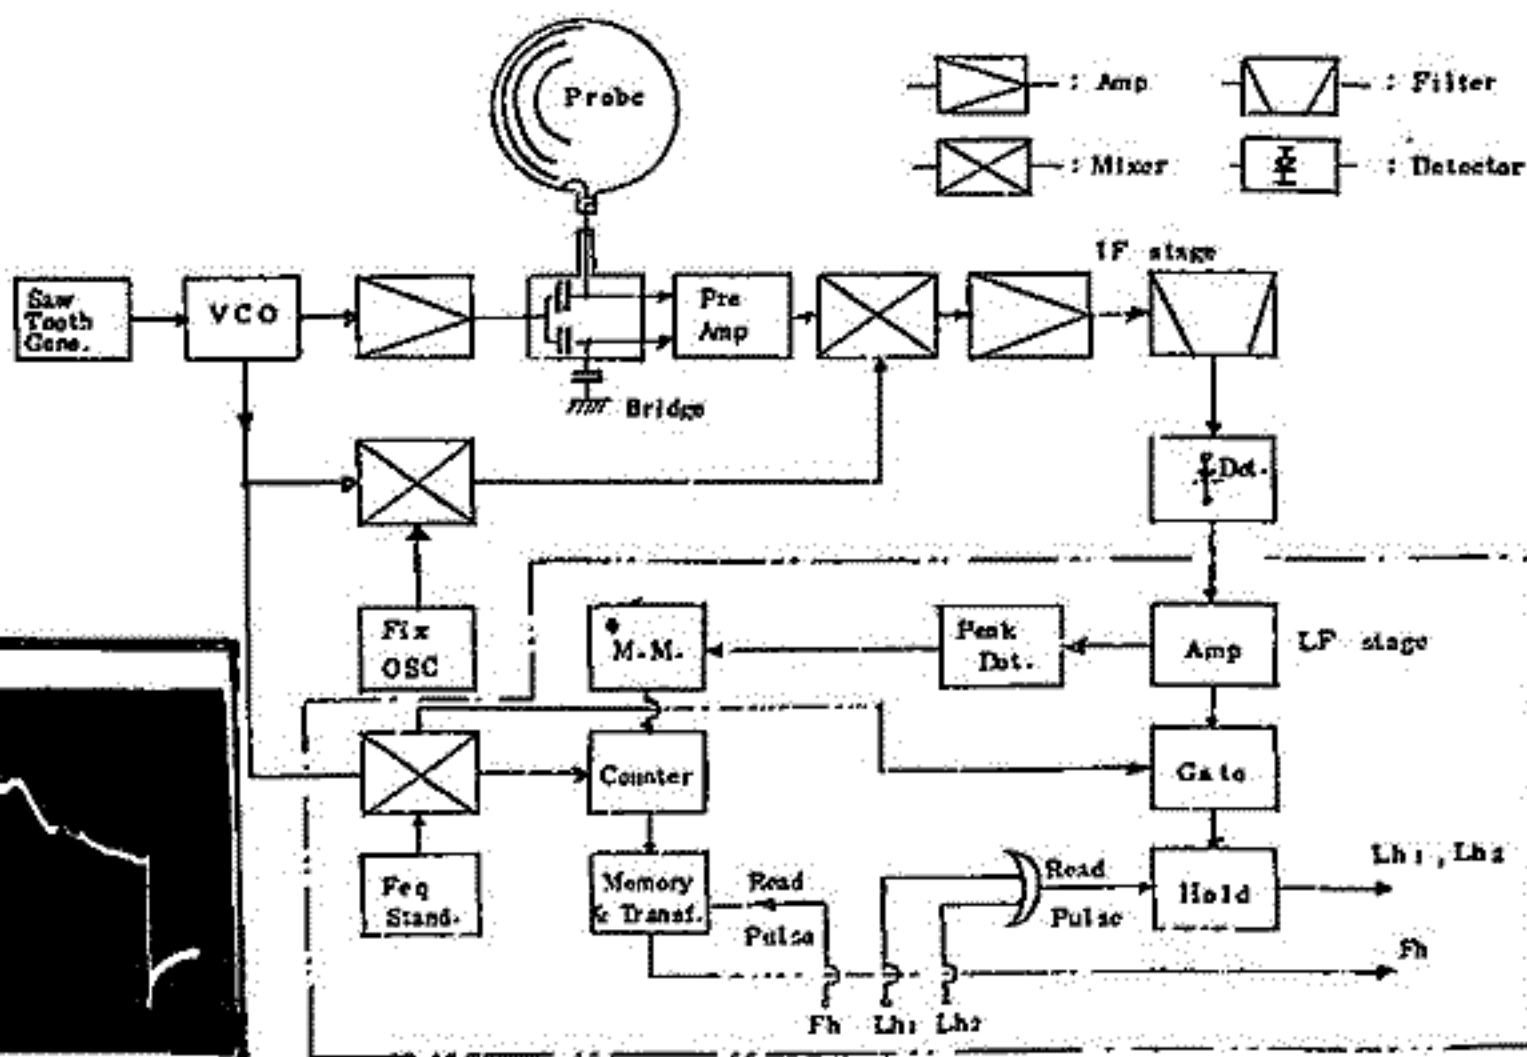 Probe
: Amp
: Filter
: Mixer
: Detector
IF stage
Saw
Tooth
Gene.
VCO
Pre
Amp
Bridge
Det.
Fix
OSC
M.M.
Peak
Det.
Amp
LF stage
Counter
Gate
Feq
Stand.
Memory
& Transf.
Read
Pulse
Read
Pulse
Hold
Lh1, Lh2
Fh
Fh Lh1 Lh2